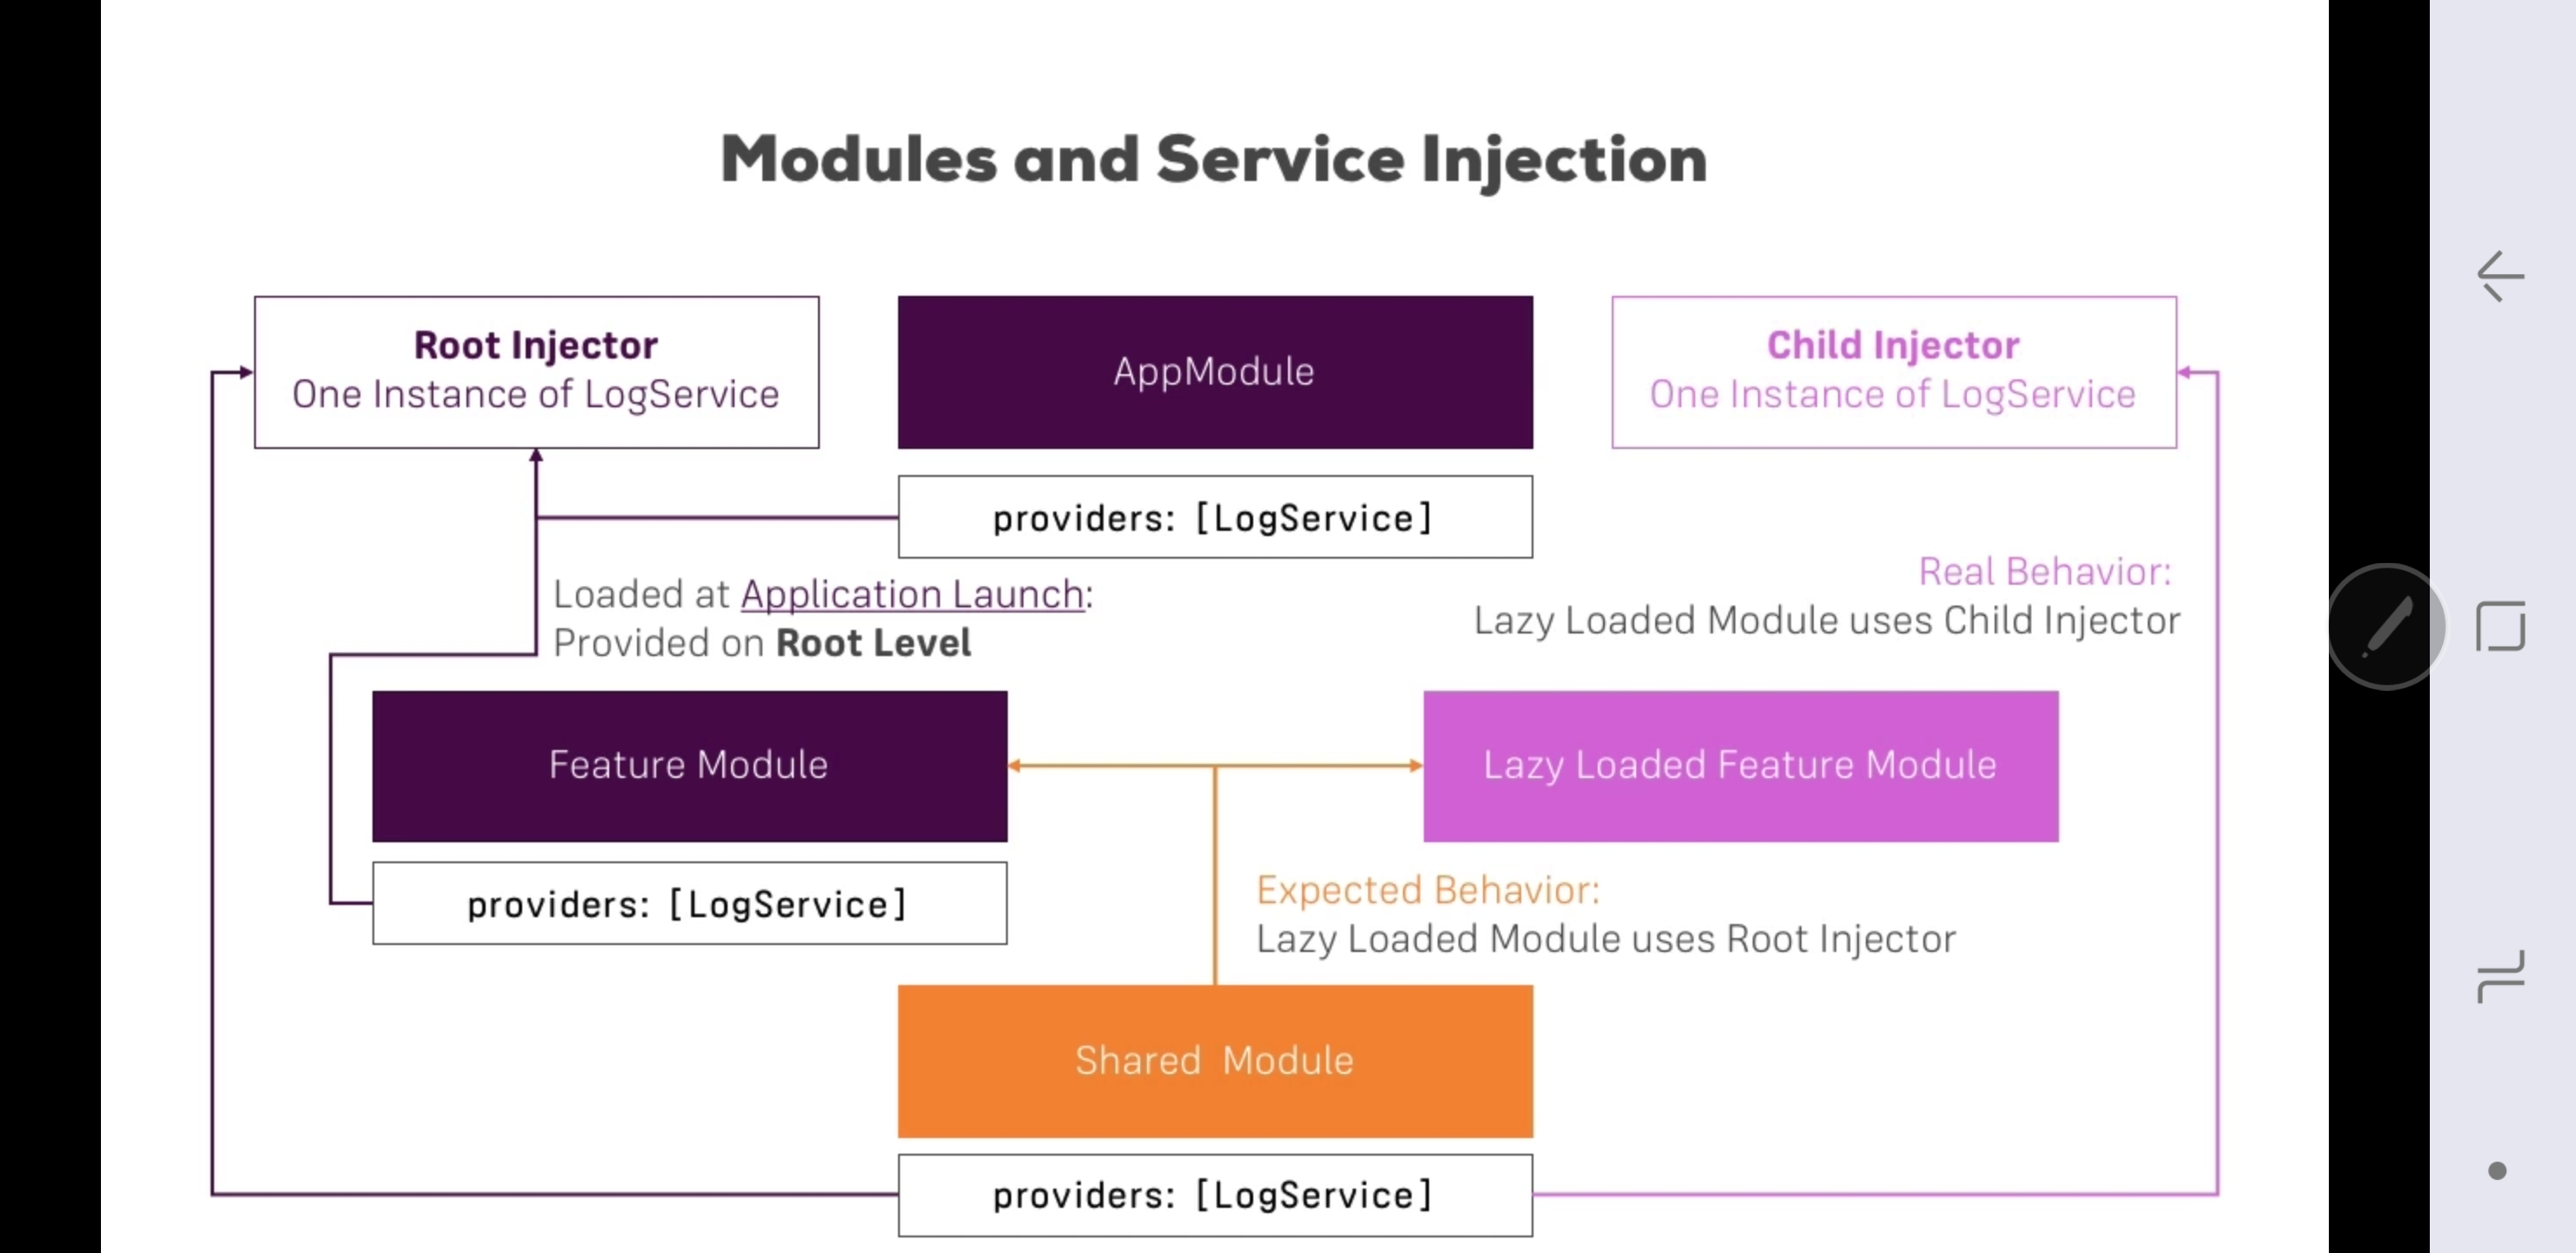 Modules and Service Injection
Root Injector
One Instance of LogService
AppModule
Child Injector
One Instance of LogService
providers: [LogService]
Loaded at Application Launch:
Provided on Root Level
Real Behavior:
Lazy Loaded Module uses Child Injector
Feature Module
Lazy Loaded Feature Module
providers: [LogService]
Expected Behavior:
Lazy Loaded Module uses Root Injector
Shared Module
providers: [LogService]